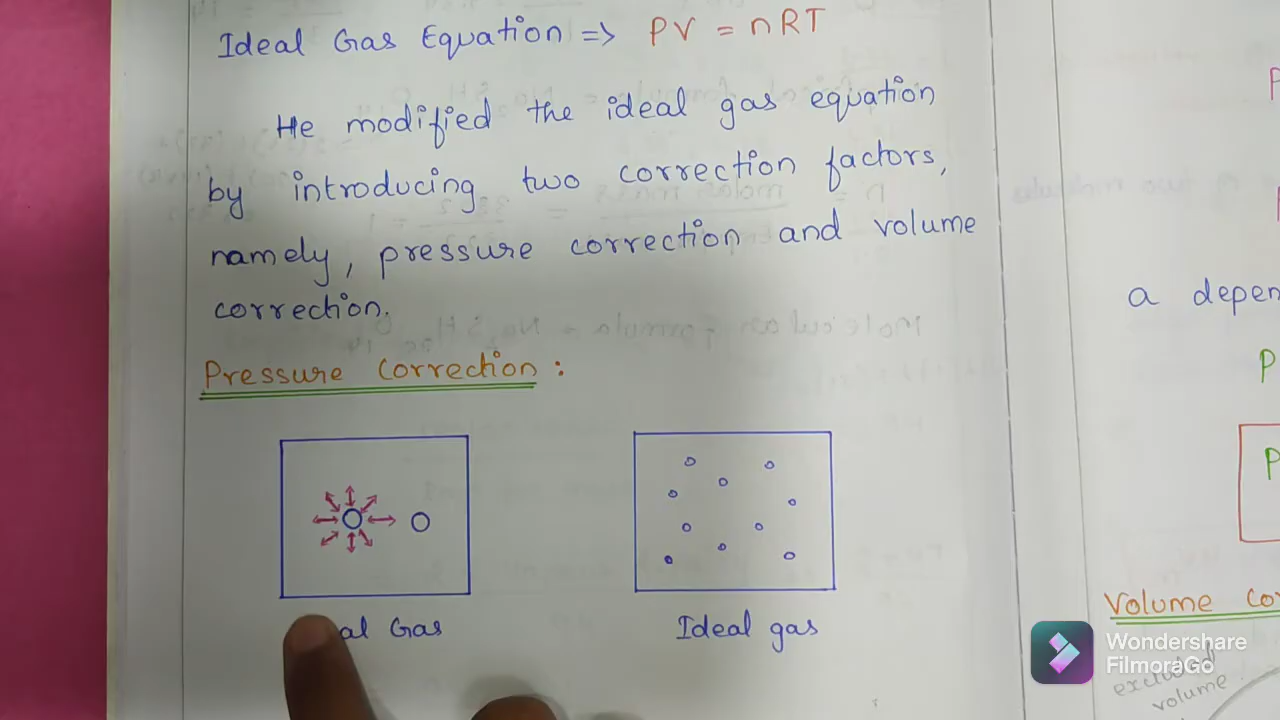 Ideal Gas Equation => PV = nRT
He modified the ideal gas equation
by introducing two correction factors,
namely, pressure correction and volume
correction.
Pressure Correction :
al Gas
Ideal gas
P
a depen
P
P
Volume Co
excluded
volume
Wondershare
FilmoraGo